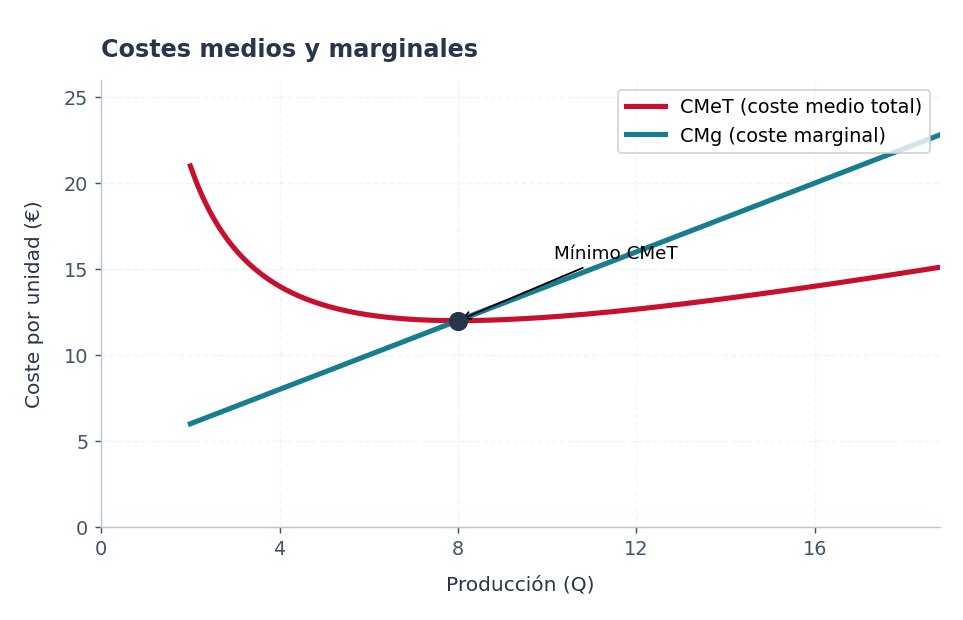 Costes medios y marginales
CMeT (coste medio total)
CMg (coste marginal)
Mínimo CMeT
Coste por unidad (€)
25
20
15
10
5
0
0
4
8
12
16
Producción (Q)